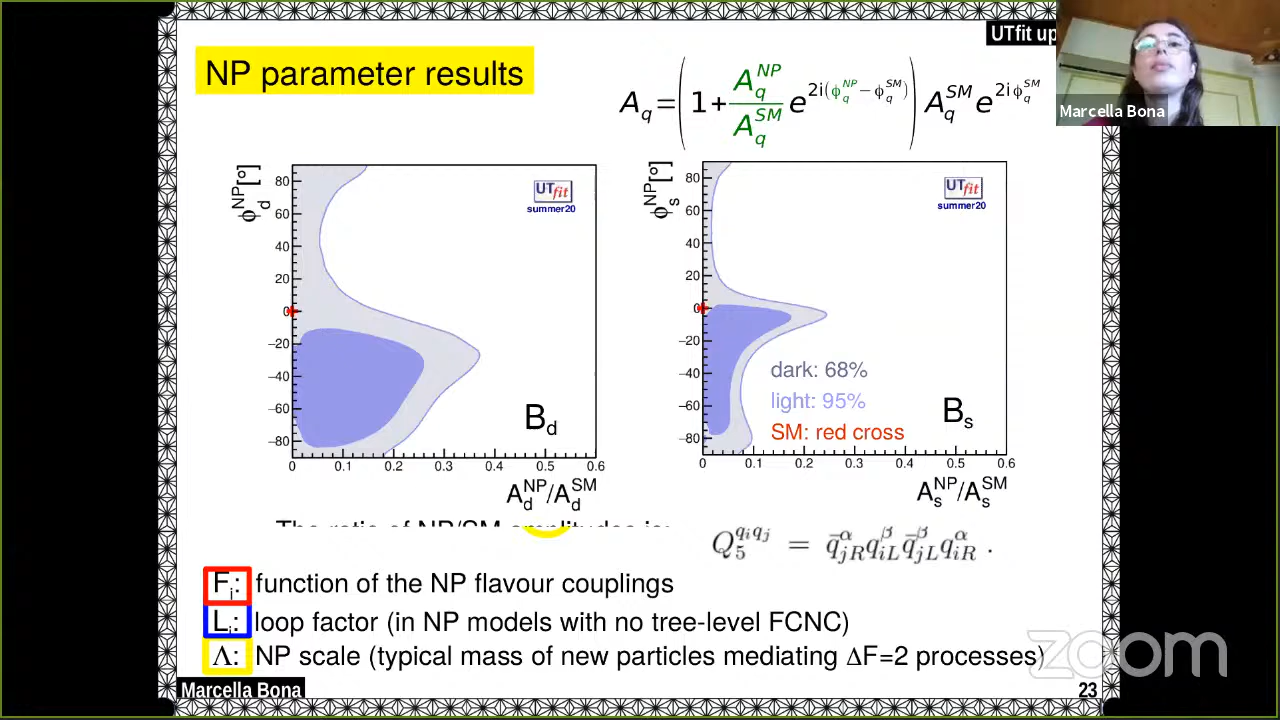 UTfit up
NP parameter results
A_q = (1 + A_q^NP / A_q^SM e^{2i(ϕ_q^NP − ϕ_q^SM)}) A_q^SM e^{2iϕ_q^SM}
Marcella Bona
ϕ_d^NP[º]
80
60
40
20
0
−20
−40
−60
−80
0 0.1 0.2 0.3 0.4 0.5 0.6
UTfit
summer20
B_d
A_d^NP/A_d^SM
ϕ_s^NP[º]
80
60
40
20
0
−20
−40
−60
−80
0 0.1 0.2 0.3 0.4 0.5 0.6
UTfit
summer20
dark: 68%
light: 95%
SM: red cross
B_s
A_s^NP/A_s^SM
The ratio of NP/SM amplitudes is:
Q_5^{q_i q_j} = q̄_{jR}^α q_{iL}^β q̄_{jL}^β q_{iR}^α .
F_i: function of the NP flavour couplings
L_i: loop factor (in NP models with no tree-level FCNC)
Λ: NP scale (typical mass of new particles mediating ΔF=2 processes)
zoom
Marcella Bona
23